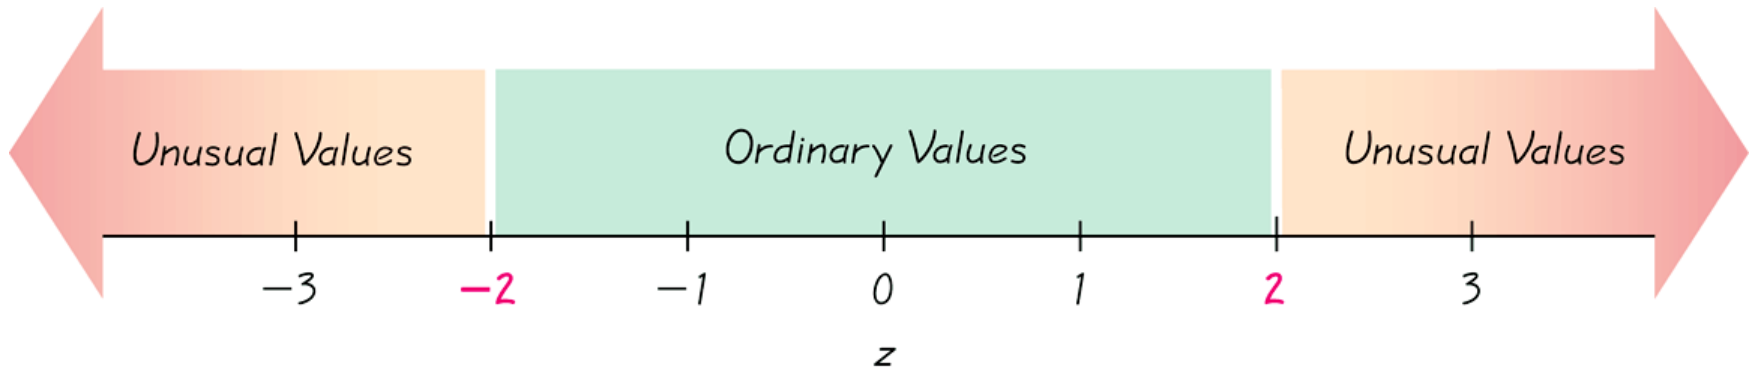 Unusual Values Ordinary Values Unusual Values
−3 −2 −1 0 1 2 3
z